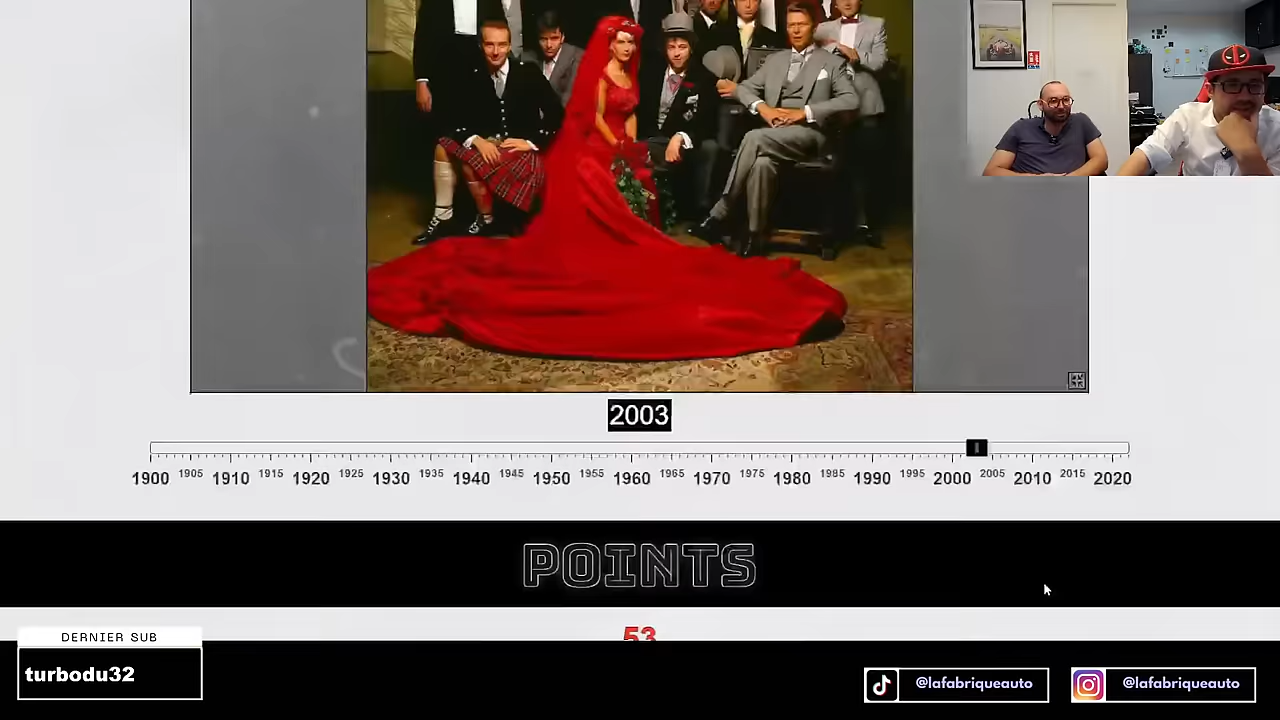 2003
1900 1905 1910 1915 1920 1925 1930 1935 1940 1945 1950 1955 1960 1965 1970 1975 1980 1985 1990 1995 2000 2005 2010 2015 2020
POINTS
53
DERNIER SUB
turbodu32
@lafabriqueauto
@lafabriqueauto